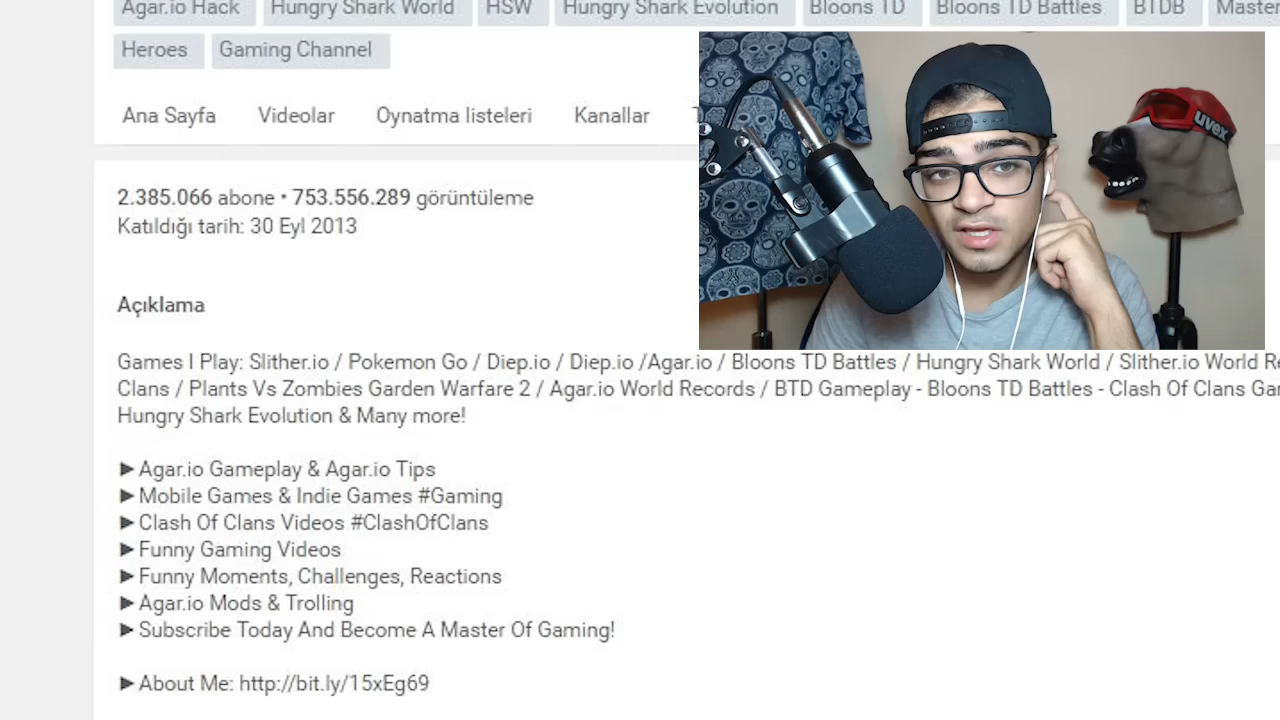 Agar.io Hack Hungry Shark World HSW Hungry Shark Evolution Bloons TD Bloons TD Battles BTDB Master
Heroes Gaming Channel
Ana Sayfa Videolar Oynatma listeleri Kanallar
uvex
2.385.066 abone • 753.556.289 görüntüleme
Katıldığı tarih: 30 Eyl 2013
Açıklama
Games I Play: Slither.io / Pokemon Go / Diep.io / Diep.io /Agar.io / Bloons TD Battles / Hungry Shark World / Slither.io World Re
Clans / Plants Vs Zombies Garden Warfare 2 / Agar.io World Records / BTD Gameplay - Bloons TD Battles - Clash Of Clans Gar
Hungry Shark Evolution & Many more!
►Agar.io Gameplay & Agar.io Tips
►Mobile Games & Indie Games #Gaming
►Clash Of Clans Videos #ClashOfClans
►Funny Gaming Videos
►Funny Moments, Challenges, Reactions
►Agar.io Mods & Trolling
►Subscribe Today And Become A Master Of Gaming!
►About Me: http://bit.ly/15xEg69